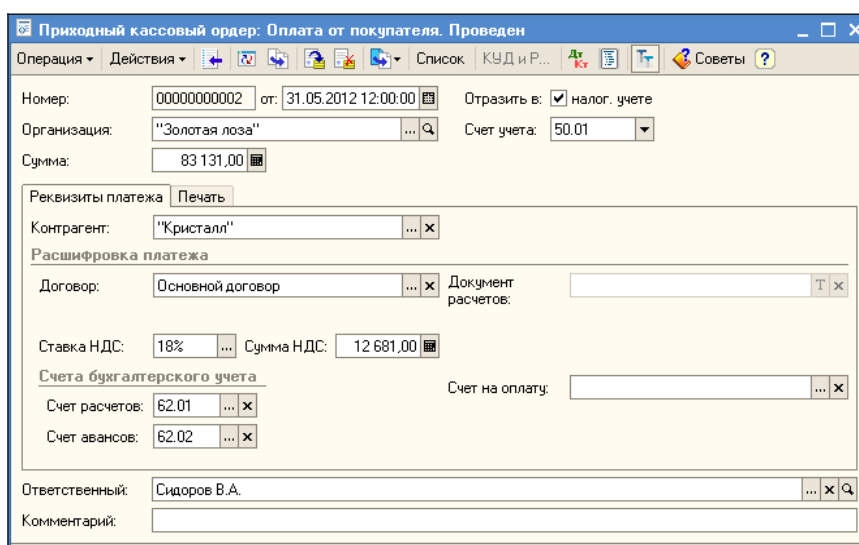 Приходный кассовый ордер: Оплата от покупателя. Проведен
Операция Действия Список КУД и Р... Дт Кт Советы ?
Номер: 00000000002 от: 31.05.2012 12:00:00 Отразить в: налог. учете
Организация: "Золотая лоза" ... Счет учета: 50.01
Сумма: 83 131,00
Реквизиты платежа Печать
Контрагент: "Кристалл" ... x
Расшифровка платежа
Договор: Основной договор ... x Документ расчетов: T x
Ставка НДС: 18% ... Сумма НДС: 12 681,00
Счета бухгалтерского учета
Счет на оплату: ... x
Счет расчетов: 62.01 ... x
Счет авансов: 62.02 ... x
Ответственный: Сидоров В.А. ... x
Комментарий: